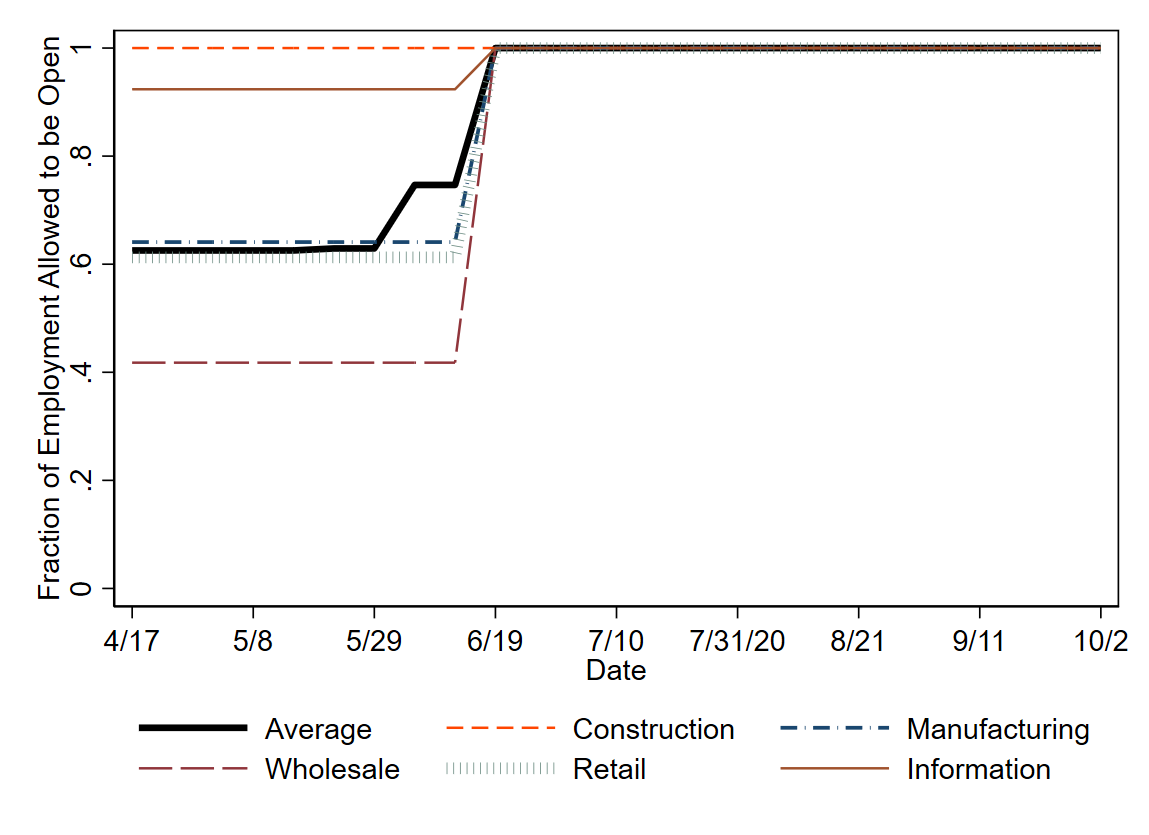 Fraction of Employment Allowed to be Open
1
.8
.6
.4
.2
0
4/17 5/8 5/29 6/19 7/10 7/31/20 8/21 9/11 10/2
Date
Average Construction Manufacturing
Wholesale Retail Information